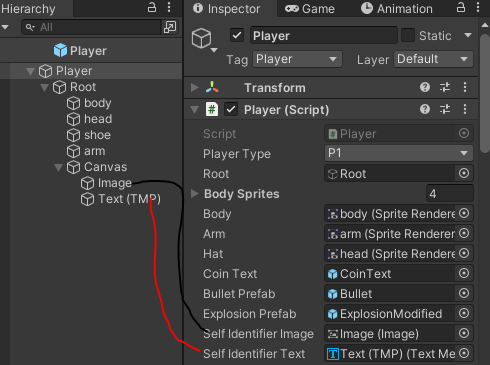 Hierarchy
All
Player
Player
Root
body
head
shoe
arm
Canvas
Image
Text (TMP)
Inspector
Game
Animation
Player
Static
Tag Player Layer Default
Transform
Player (Script)
Script Player
Player Type P1
Root Root
Body Sprites 4
Body body (Sprite Rendere
Arm arm (Sprite Rendere
Hat head (Sprite Rendere
Coin Text CoinText
Bullet Prefab Bullet
Explosion Prefab ExplosionModified
Self Identifier Image Image (Image)
Self Identifier Text Text (TMP) (Text Me